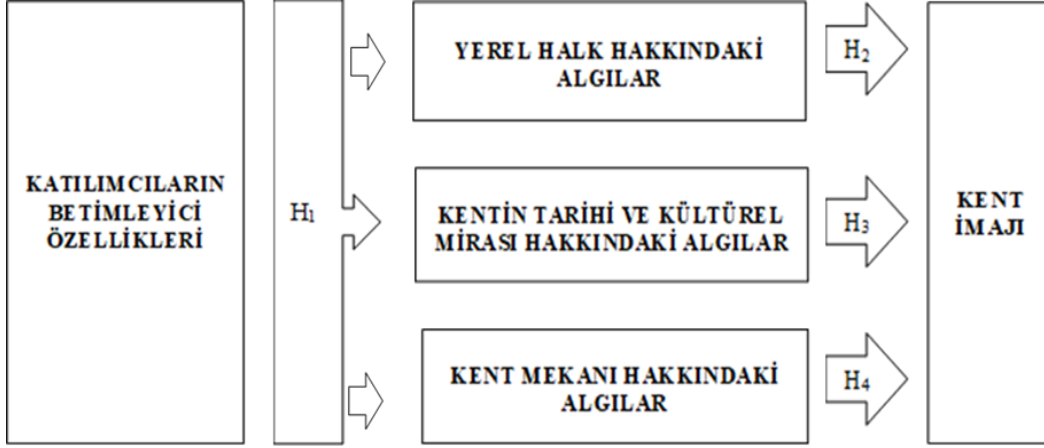 KATILIMCILARIN
BETİMLEYİCİ
ÖZELLİKLERİ
H1
YEREL HALK HAKKINDAKİ
ALGILAR
H2
KENTİN TARİHİ VE KÜLTÜREL
MİRASI HAKKINDAKİ ALGILAR
H3
KENT MEKANI HAKKINDAKİ
ALGILAR
H4
KENT
İMAJI